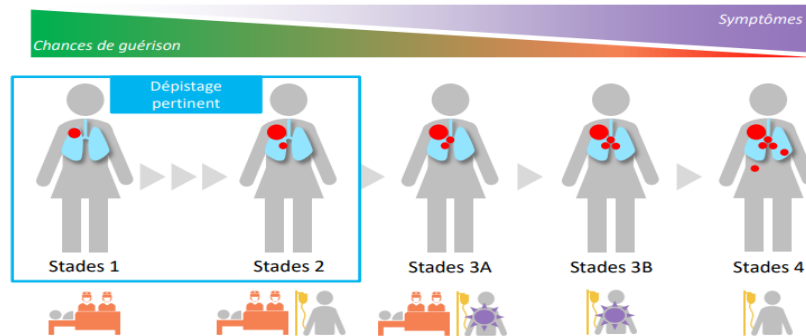 Symptômes
Chances de guérison
Dépistage
pertinent
Stades 1
Stades 2
Stades 3A
Stades 3B
Stades 4